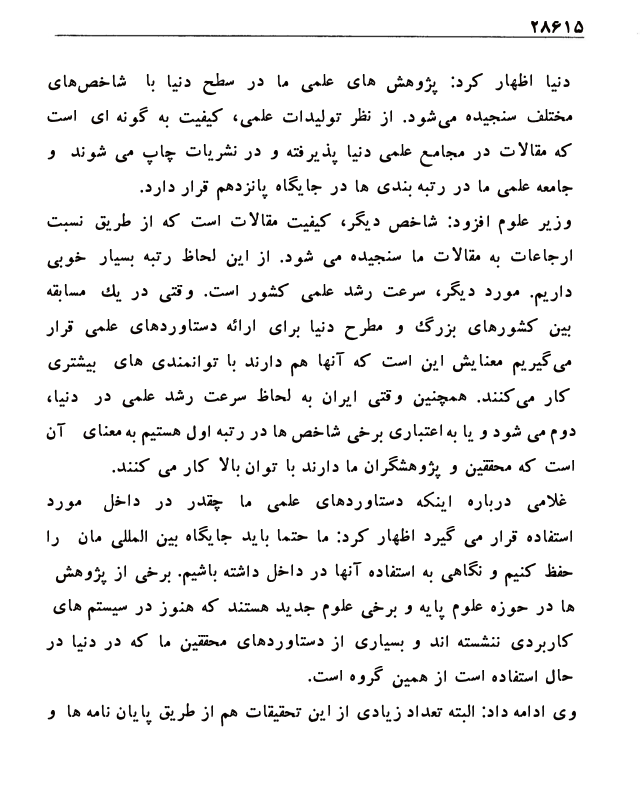 ۲۸۶۱۵
دنیا اظهار کرد: پژوهش های علمی ما در سطح دنیا با شاخص‌های
مختلف سنجیده می‌شود. از نظر تولیدات علمی، کیفیت به گونه ای است
که مقالات در مجامع علمی دنیا پذیرفته و در نشریات چاپ می شوند و
جامعه علمی ما در رتبه بندی ها در جایگاه پانزدهم قرار دارد.
وزیر علوم افزود: شاخص دیگر، کیفیت مقالات است که از طریق نسبت
ارجاعات به مقالات ما سنجیده می شود. از این لحاظ رتبه بسیار خوبی
داریم. مورد دیگر، سرعت رشد علمی کشور است. وقتی در یك مسابقه
بین کشورهای بزرگ و مطرح دنیا برای ارائه دستاوردهای علمی قرار
می‌گیریم معنایش این است که آنها هم دارند با توانمندی های بیشتری
کار می‌کنند. همچنین وقتی ایران به لحاظ سرعت رشد علمی در دنیا،
دوم می شود و یا به اعتباری برخی شاخص ها در رتبه اول هستیم به معنای آن
است که محققین و پژوهشگران ما دارند با توان بالا کار می کنند.
غلامی درباره اینکه دستاوردهای علمی ما چقدر در داخل مورد
استفاده قرار می گیرد اظهار کرد: ما حتما باید جایگاه بین المللی مان را
حفظ کنیم و نگاهی به استفاده آنها در داخل داشته باشیم. برخی از پژوهش
ها در حوزه علوم پایه و برخی علوم جدید هستند که هنوز در سیستم های
کاربردی ننشسته اند و بسیاری از دستاوردهای محققین ما که در دنیا در
حال استفاده است از همین گروه است.
وی ادامه داد: البته تعداد زیادی از این تحقیقات هم از طریق پایان نامه ها و